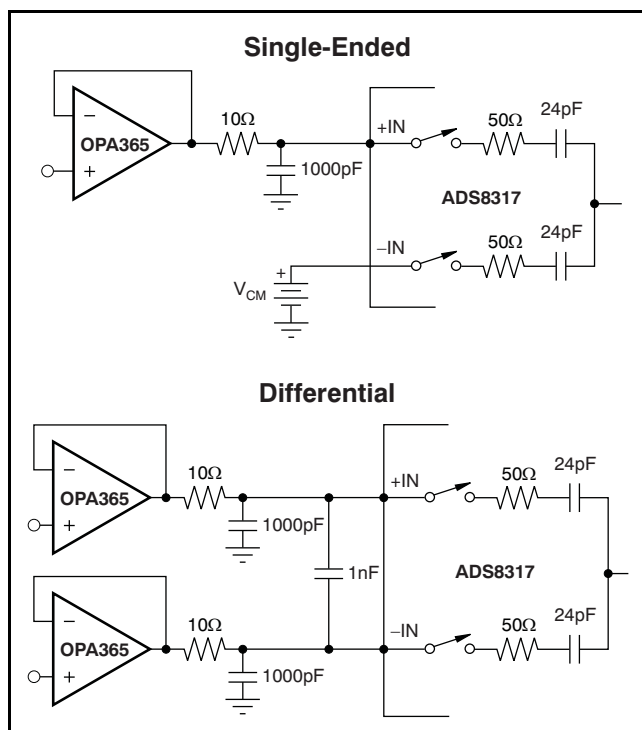 Single-Ended
−
OPA365
+
10Ω
1000pF
+IN
50Ω
24pF
ADS8317
−IN
50Ω
24pF
+
VCM
Differential
−
OPA365
+
10Ω
1000pF
1nF
+IN
50Ω
24pF
ADS8317
−
OPA365
+
10Ω
1000pF
−IN
50Ω
24pF